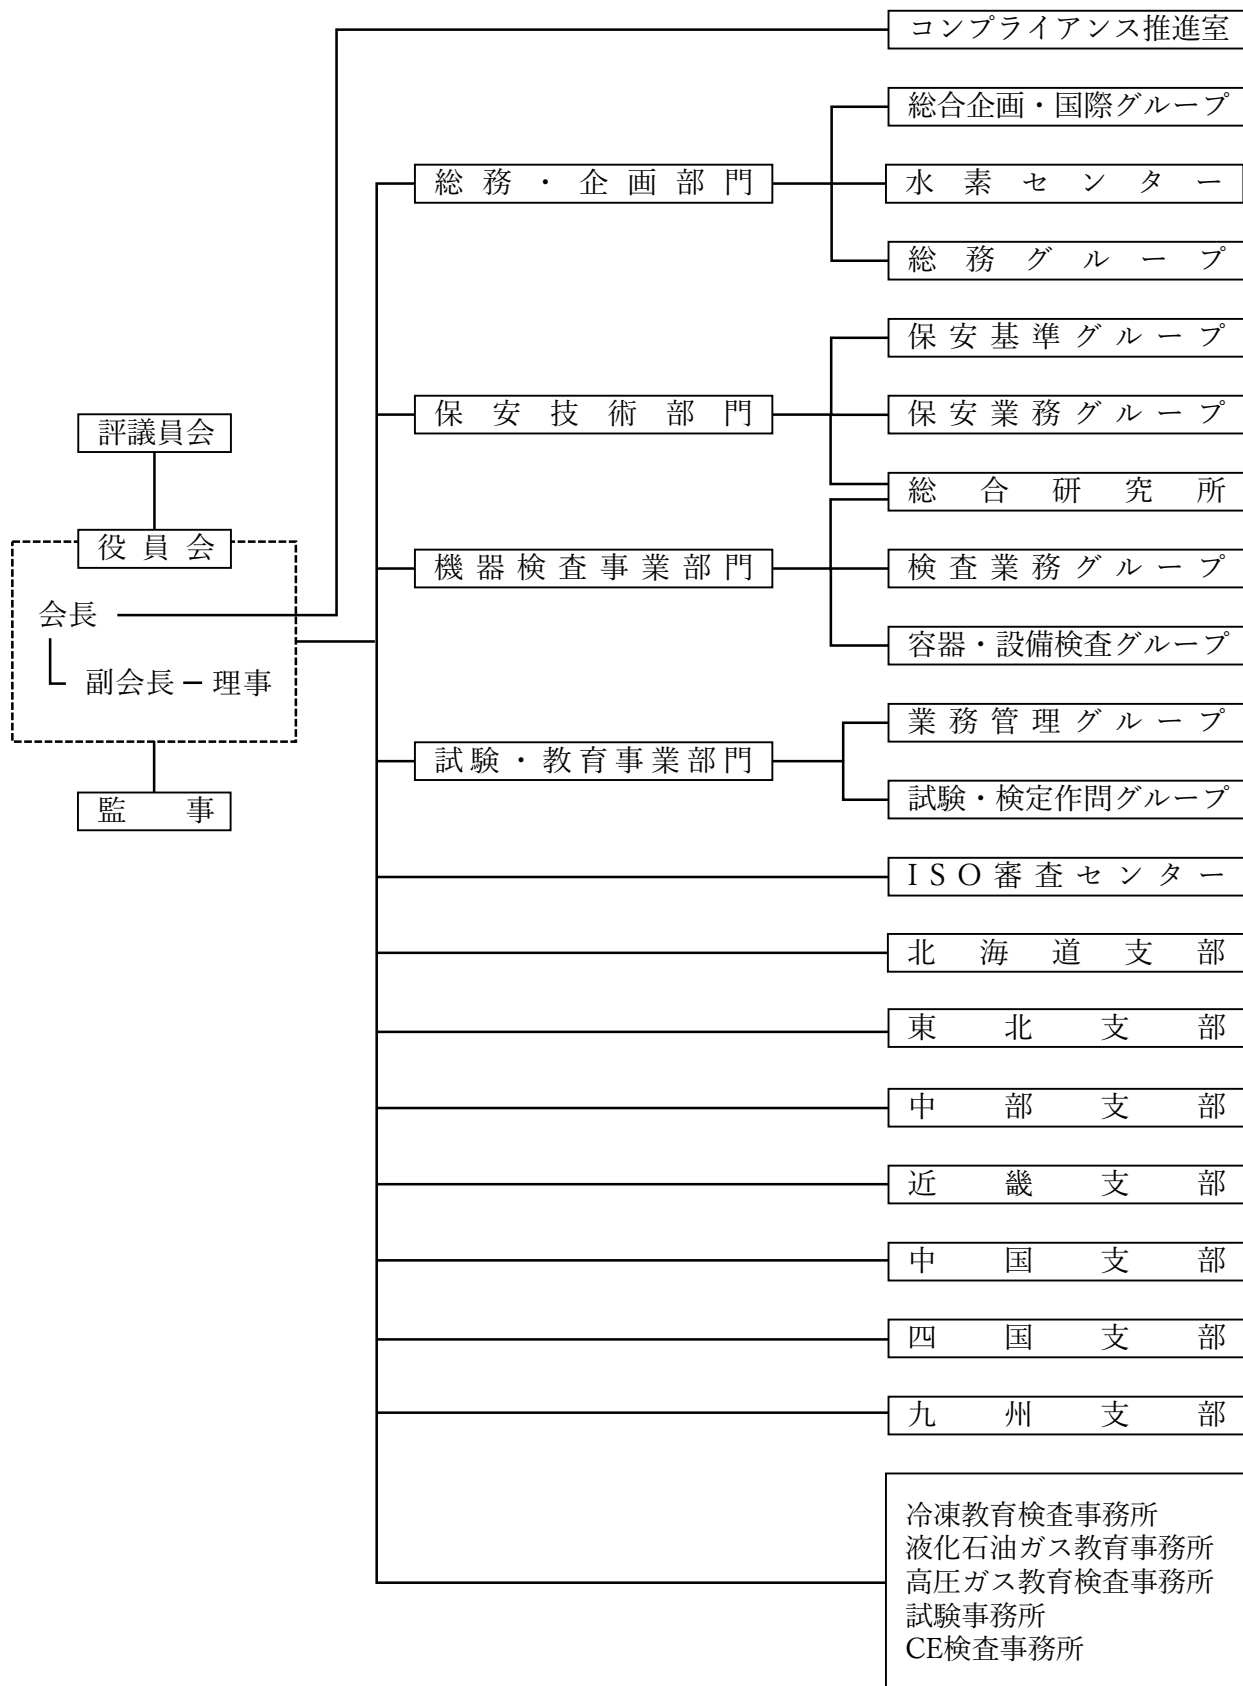 コンプライアンス推進室
総合企画・国際グループ
総務・企画部門
水素センター
総務グループ
保安基準グループ
保安技術部門
保安業務グループ
総合研究所
評議員会
役員会
会長
副会長ー理事
監事
機器検査事業部門
検査業務グループ
容器・設備検査グループ
業務管理グループ
試験・教育事業部門
試験・検定作問グループ
ISO審査センター
北海道支部
東北支部
中部支部
近畿支部
中国支部
四国支部
九州支部
冷凍教育検査事務所
液化石油ガス教育事務所
高圧ガス教育検査事務所
試験事務所
CE検査事務所